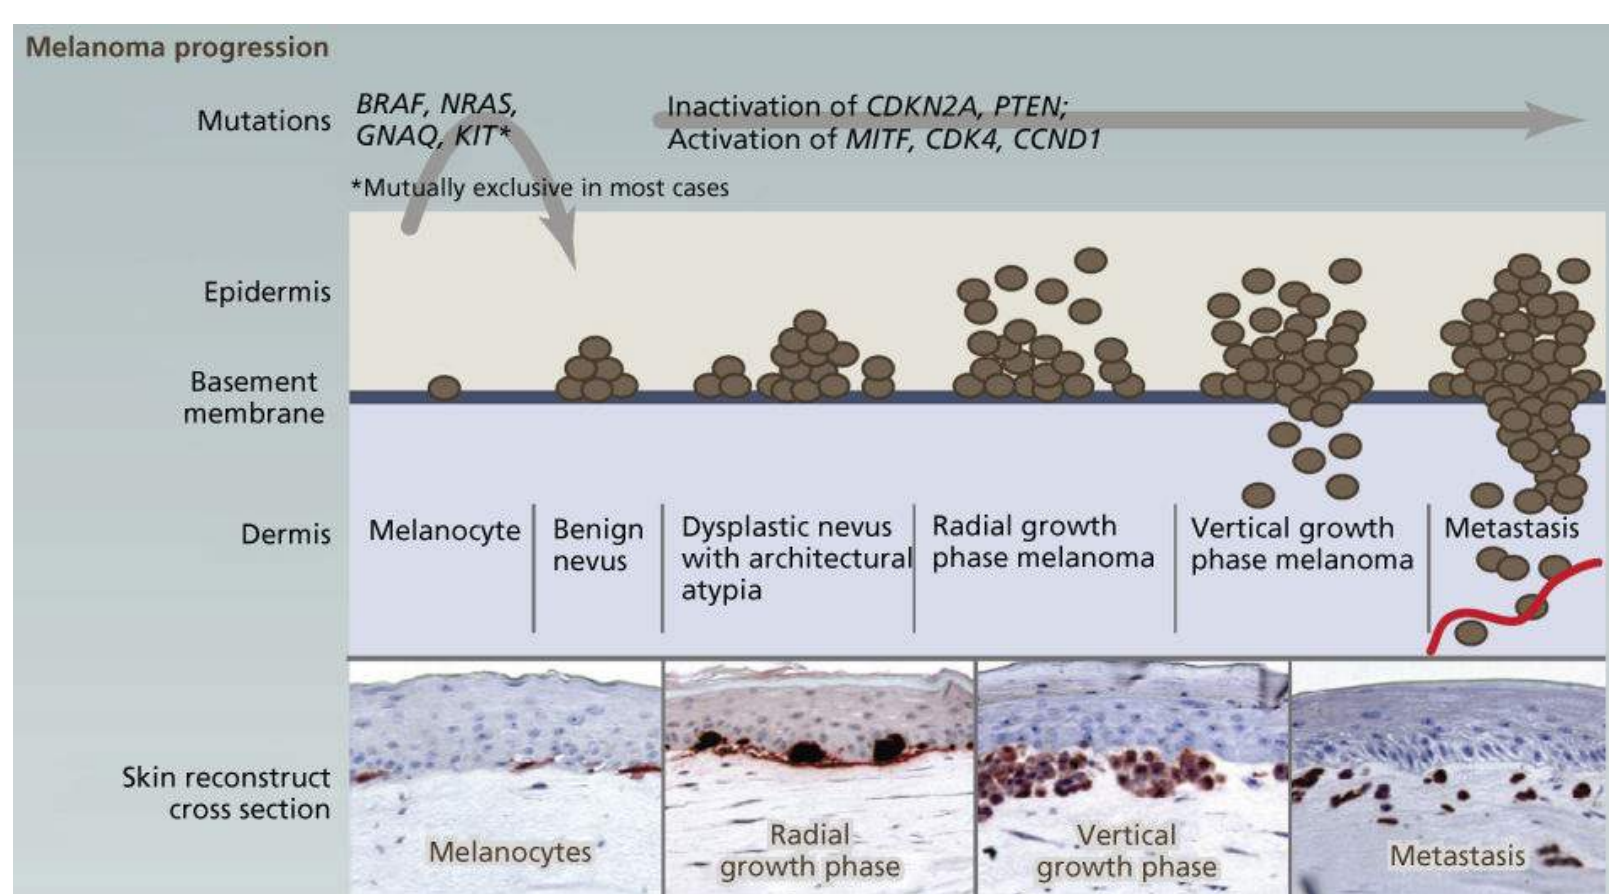 Melanoma progression
Mutations
BRAF, NRAS,
GNAQ, KIT*
Inactivation of CDKN2A, PTEN;
Activation of MITF, CDK4, CCND1
*Mutually exclusive in most cases
Epidermis
Basement
membrane
Dermis
Melanocyte
Benign
nevus
Dysplastic nevus
with architectural
atypia
Radial growth
phase melanoma
Vertical growth
phase melanoma
Metastasis
Skin reconstruct
cross section
Melanocytes
Radial
growth phase
Vertical
growth phase
Metastasis